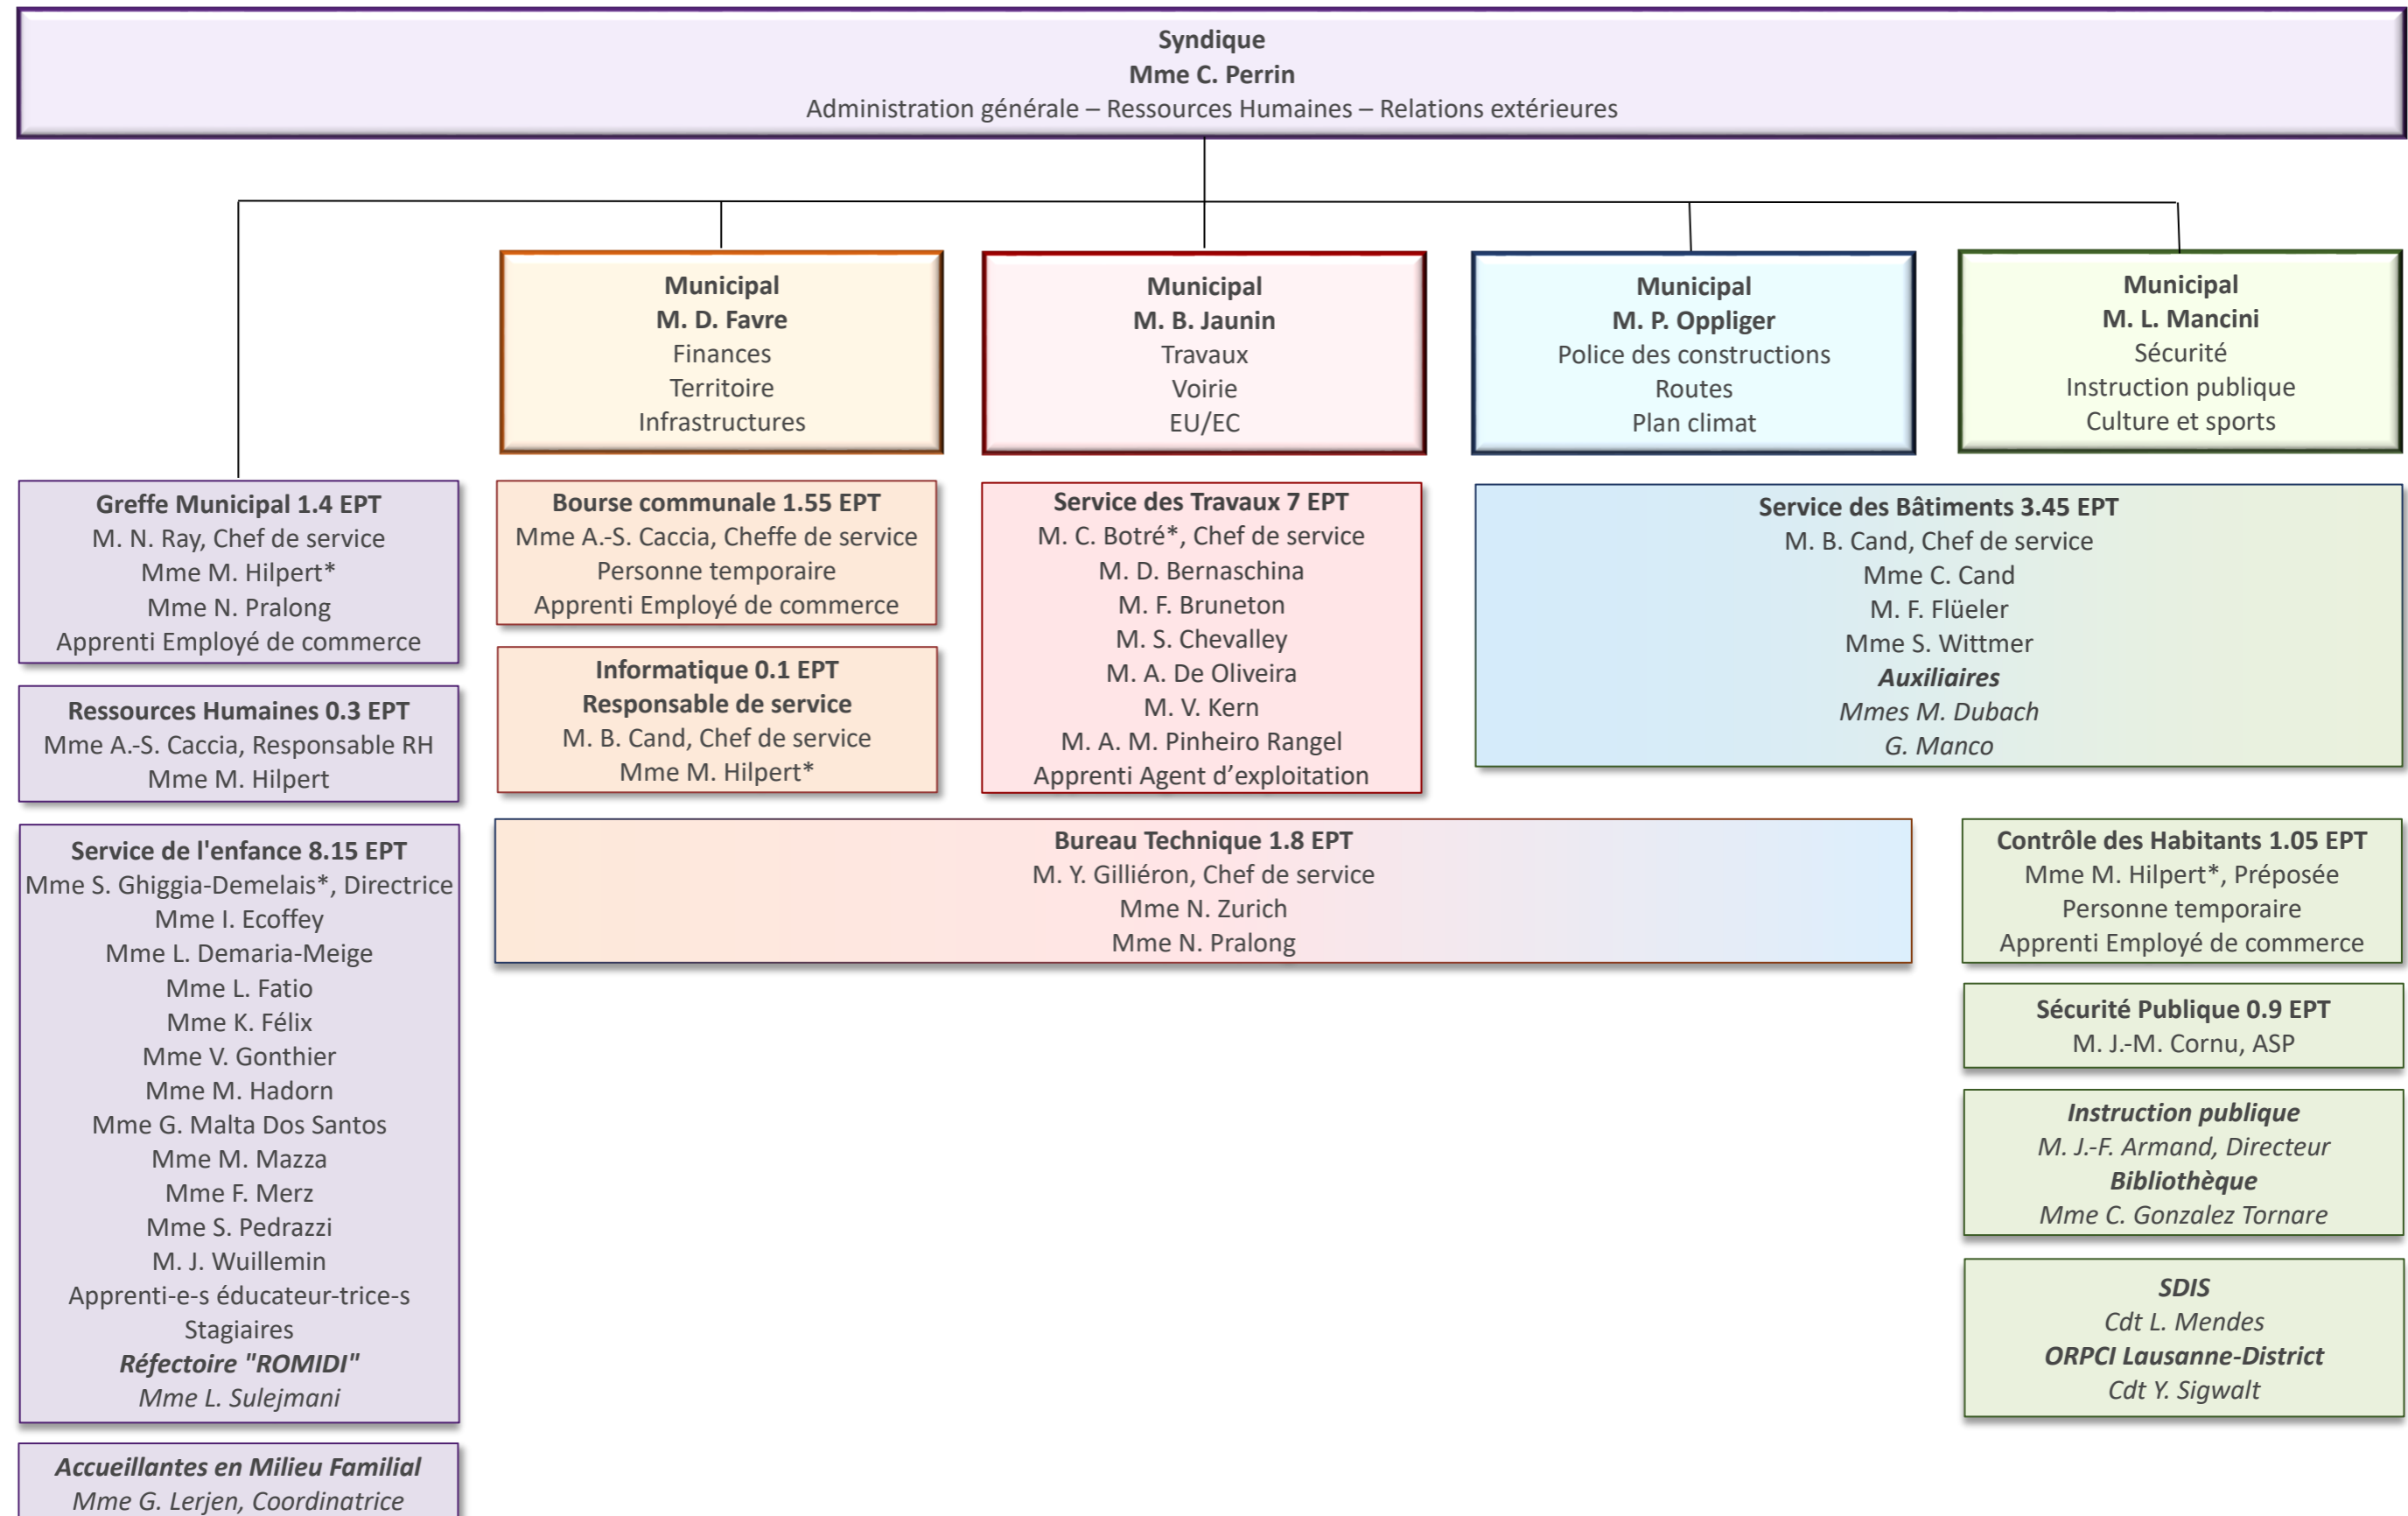 Syndique
Mme C. Perrin
Administration générale – Ressources Humaines – Relations extérieures
Municipal
M. D. Favre
Finances
Territoire
Infrastructures
Municipal
M. B. Jaunin
Travaux
Voirie
EU/EC
Municipal
M. P. Oppliger
Police des constructions
Routes
Plan climat
Municipal
M. L. Mancini
Sécurité
Instruction publique
Culture et sports
Greffe Municipal 1.4 EPT
M. N. Ray, Chef de service
Mme M. Hilpert*
Mme N. Pralong
Apprenti Employé de commerce
Ressources Humaines 0.3 EPT
Mme A.-S. Caccia, Responsable RH
Mme M. Hilpert
Service de l'enfance 8.15 EPT
Mme S. Ghiggia-Demelais*, Directrice
Mme I. Ecoffey
Mme L. Demaria-Meige
Mme L. Fatio
Mme K. Félix
Mme V. Gonthier
Mme M. Hadorn
Mme G. Malta Dos Santos
Mme M. Mazza
Mme F. Merz
Mme S. Pedrazzi
M. J. Wuillemin
Apprenti-e-s éducateur-trice-s
Stagiaires
Réfectoire "ROMIDI"
Mme L. Sulejmani
Accueillantes en Milieu Familial
Mme G. Lerjen, Coordinatrice
Bourse communale 1.55 EPT
Mme A.-S. Caccia, Cheffe de service
Personne temporaire
Apprenti Employé de commerce
Informatique 0.1 EPT
Responsable de service
M. B. Cand, Chef de service
Mme M. Hilpert*
Service des Travaux 7 EPT
M. C. Botré*, Chef de service
M. D. Bernaschina
M. F. Bruneton
M. S. Chevalley
M. A. De Oliveira
M. V. Kern
M. A. M. Pinheiro Rangel
Apprenti Agent d’exploitation
Service des Bâtiments 3.45 EPT
M. B. Cand, Chef de service
Mme C. Cand
M. F. Flüeler
Mme S. Wittmer
Auxiliaires
Mmes M. Dubach
G. Manco
Bureau Technique 1.8 EPT
M. Y. Gilliéron, Chef de service
Mme N. Zurich
Mme N. Pralong
Contrôle des Habitants 1.05 EPT
Mme M. Hilpert*, Préposée
Personne temporaire
Apprenti Employé de commerce
Sécurité Publique 0.9 EPT
M. J.-M. Cornu, ASP
Instruction publique
M. J.-F. Armand, Directeur
Bibliothèque
Mme C. Gonzalez Tornare
SDIS
Cdt L. Mendes
ORPCI Lausanne-District
Cdt Y. Sigwalt